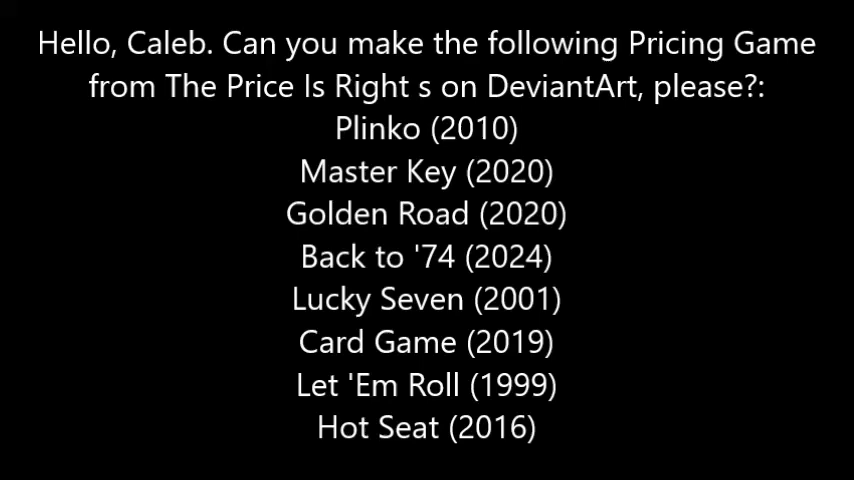 Hello, Caleb. Can you make the following Pricing Game
from The Price Is Right s on DeviantArt, please?:
Plinko (2010)
Master Key (2020)
Golden Road (2020)
Back to '74 (2024)
Lucky Seven (2001)
Card Game (2019)
Let 'Em Roll (1999)
Hot Seat (2016)